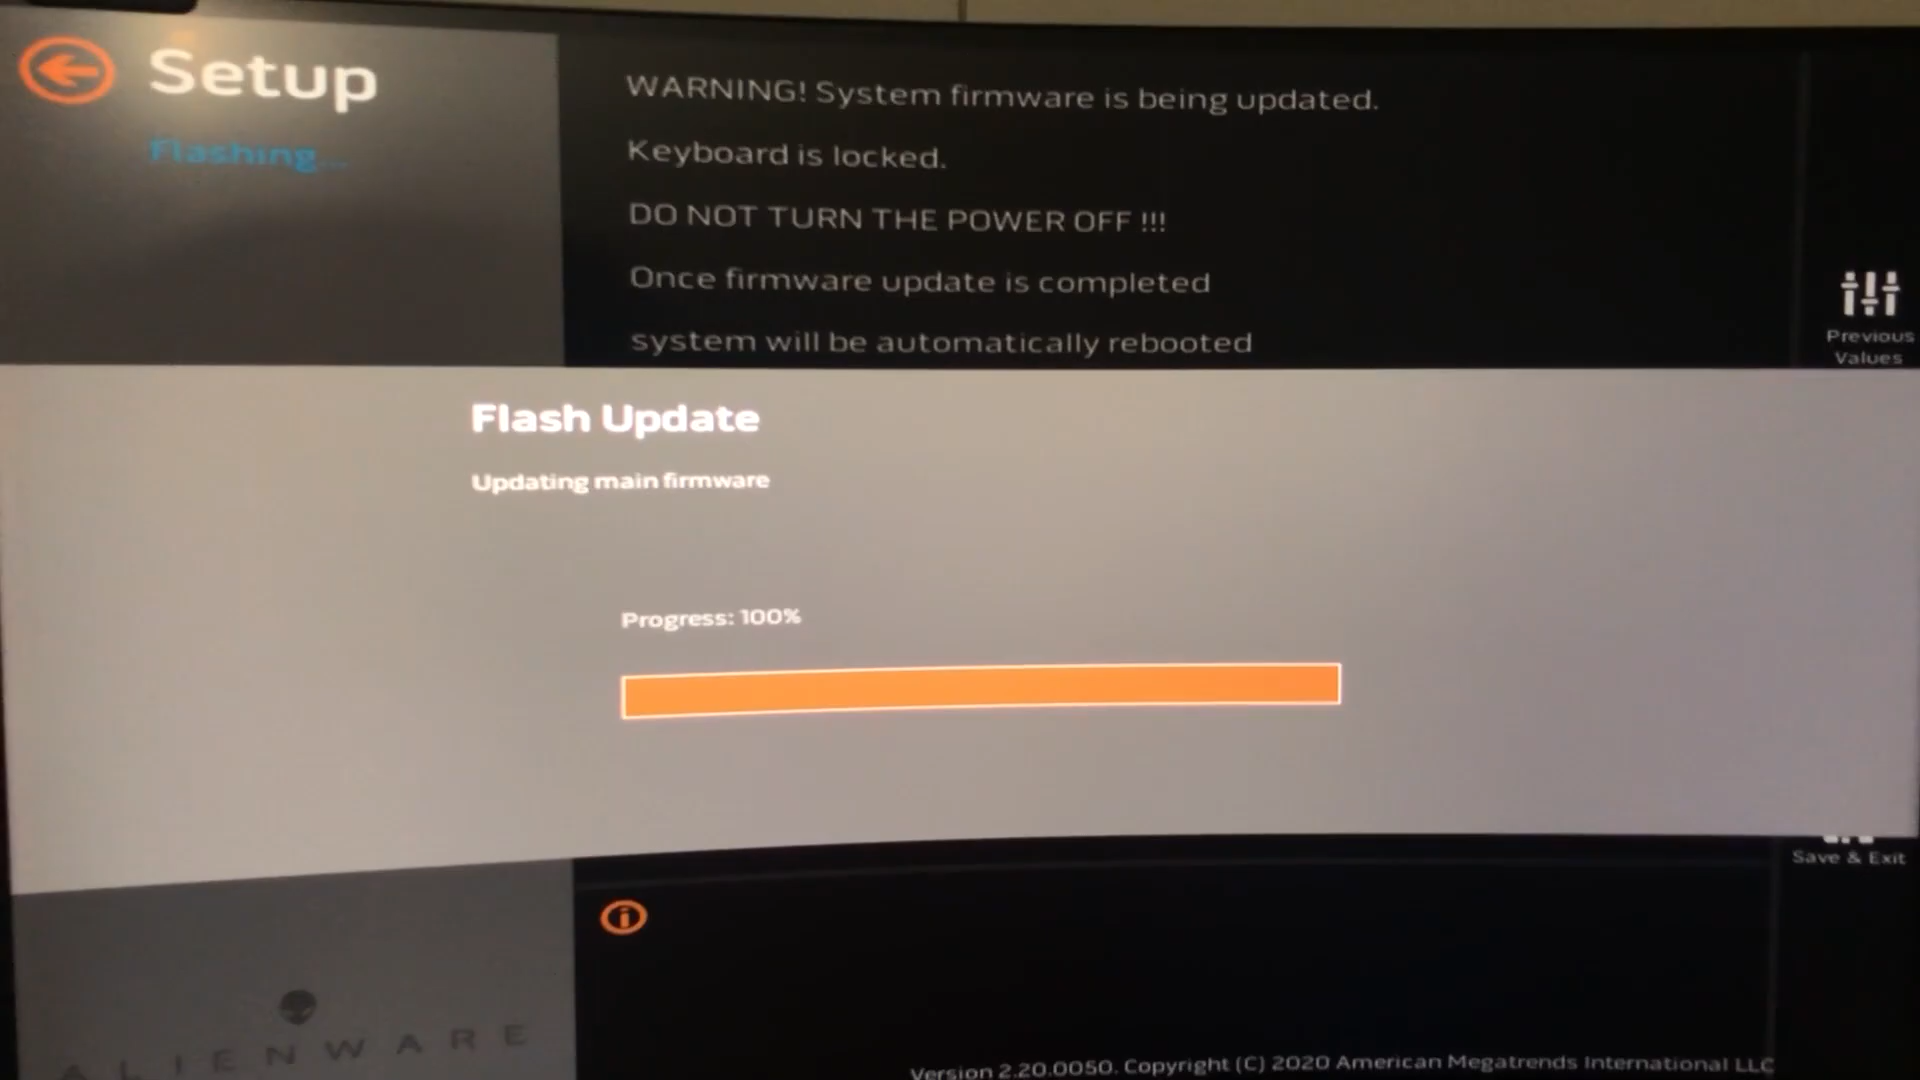 Setup
Flashing...
WARNING! System firmware is being updated.
Keyboard is locked.
DO NOT TURN THE POWER OFF !!!
Once firmware update is completed
system will be automatically rebooted
Previous
Values
Flash Update
Updating main firmware
Progress: 100%
Save & Exit
ALIENWARE
Version 2.20.0050. Copyright (C) 2020 American Megatrends International LLC